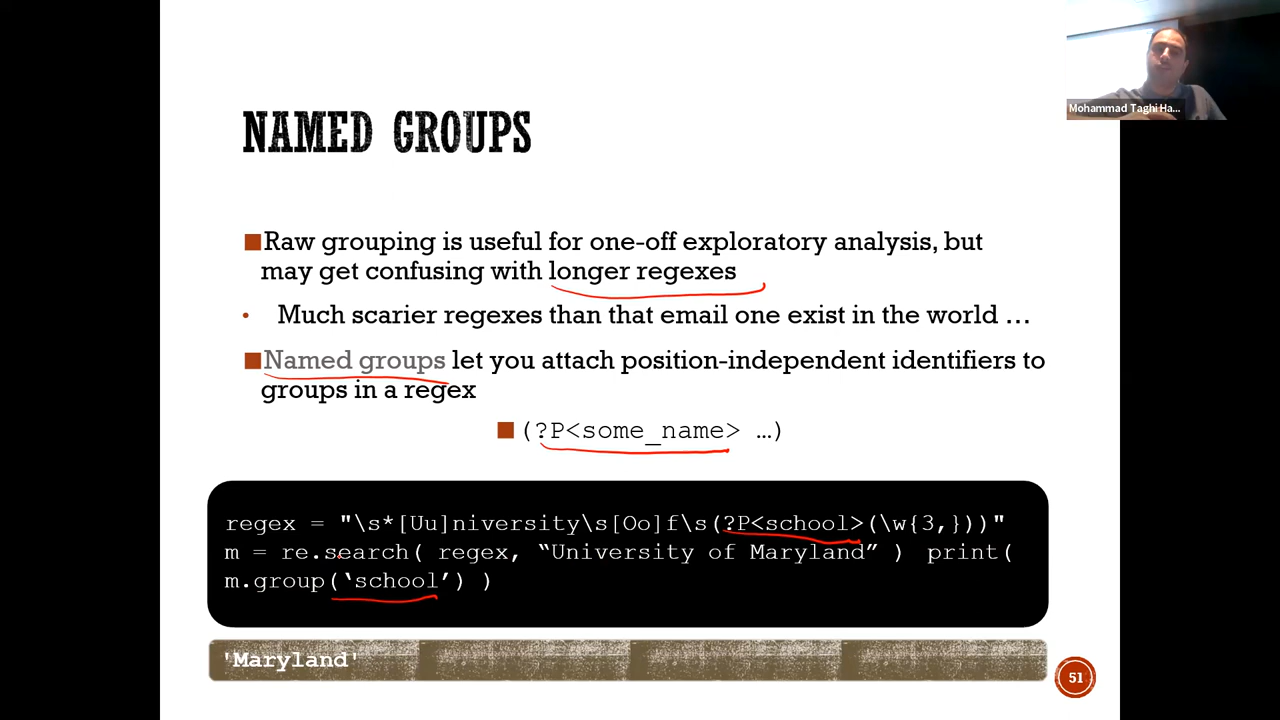 Mohammad Taghi Ha...
NAMED GROUPS
Raw grouping is useful for one-off exploratory analysis, but
may get confusing with longer regexes
Much scarier regexes than that email one exist in the world …
Named groups let you attach position-independent identifiers to
groups in a regex
(?P<some_name> …)
regex = "\s*[Uu]niversity\s[Oo]f\s(?P<school>(\w{3,}))"
m = re.search( regex, “University of Maryland” ) print(
m.group(‘school’) )
'Maryland'
51